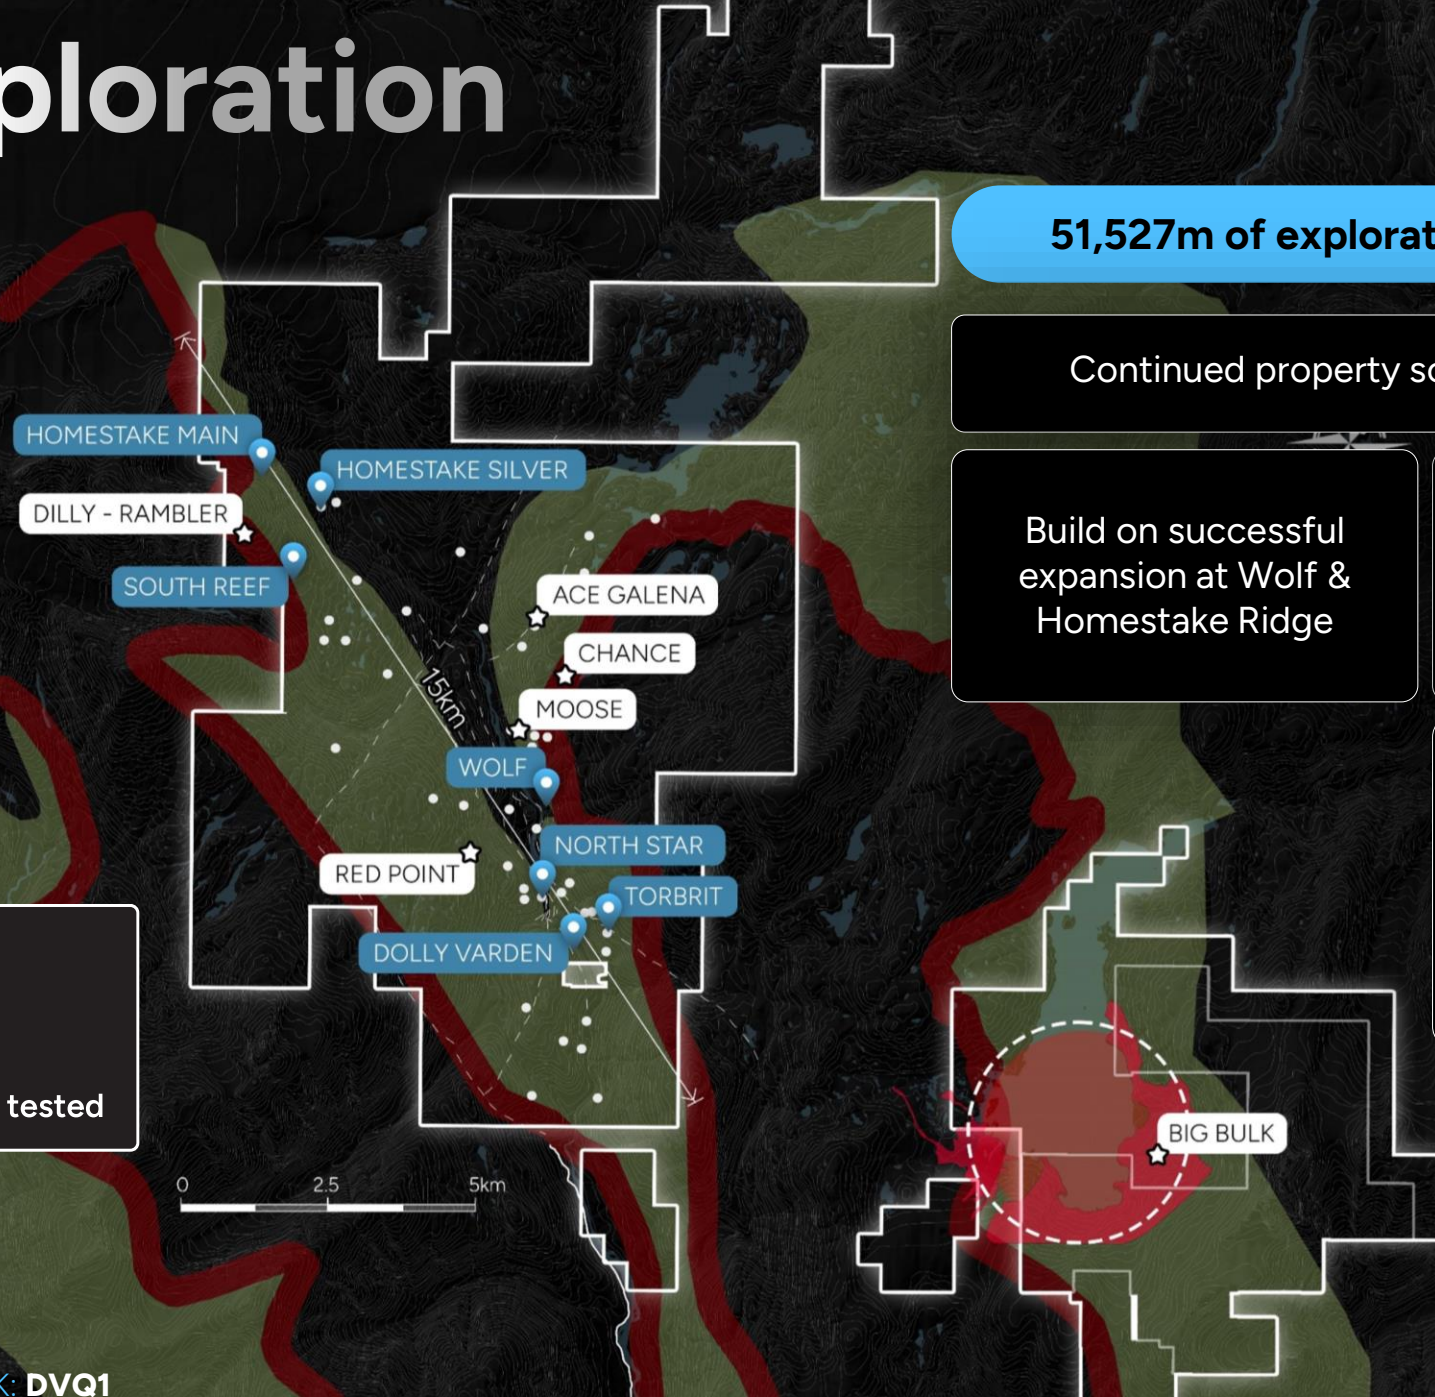 ploration
51,527m of explorat
Continued property so
Build on successful
expansion at Wolf &
Homestake Ridge
HOMESTAKE MAIN
HOMESTAKE SILVER
DILLY - RAMBLER
SOUTH REEF
ACE GALENA
CHANCE
15km
MOOSE
WOLF
NORTH STAR
RED POINT
TORBRIT
DOLLY VARDEN
tested
BIG BULK
0 2.5 5km
K: DVQ1